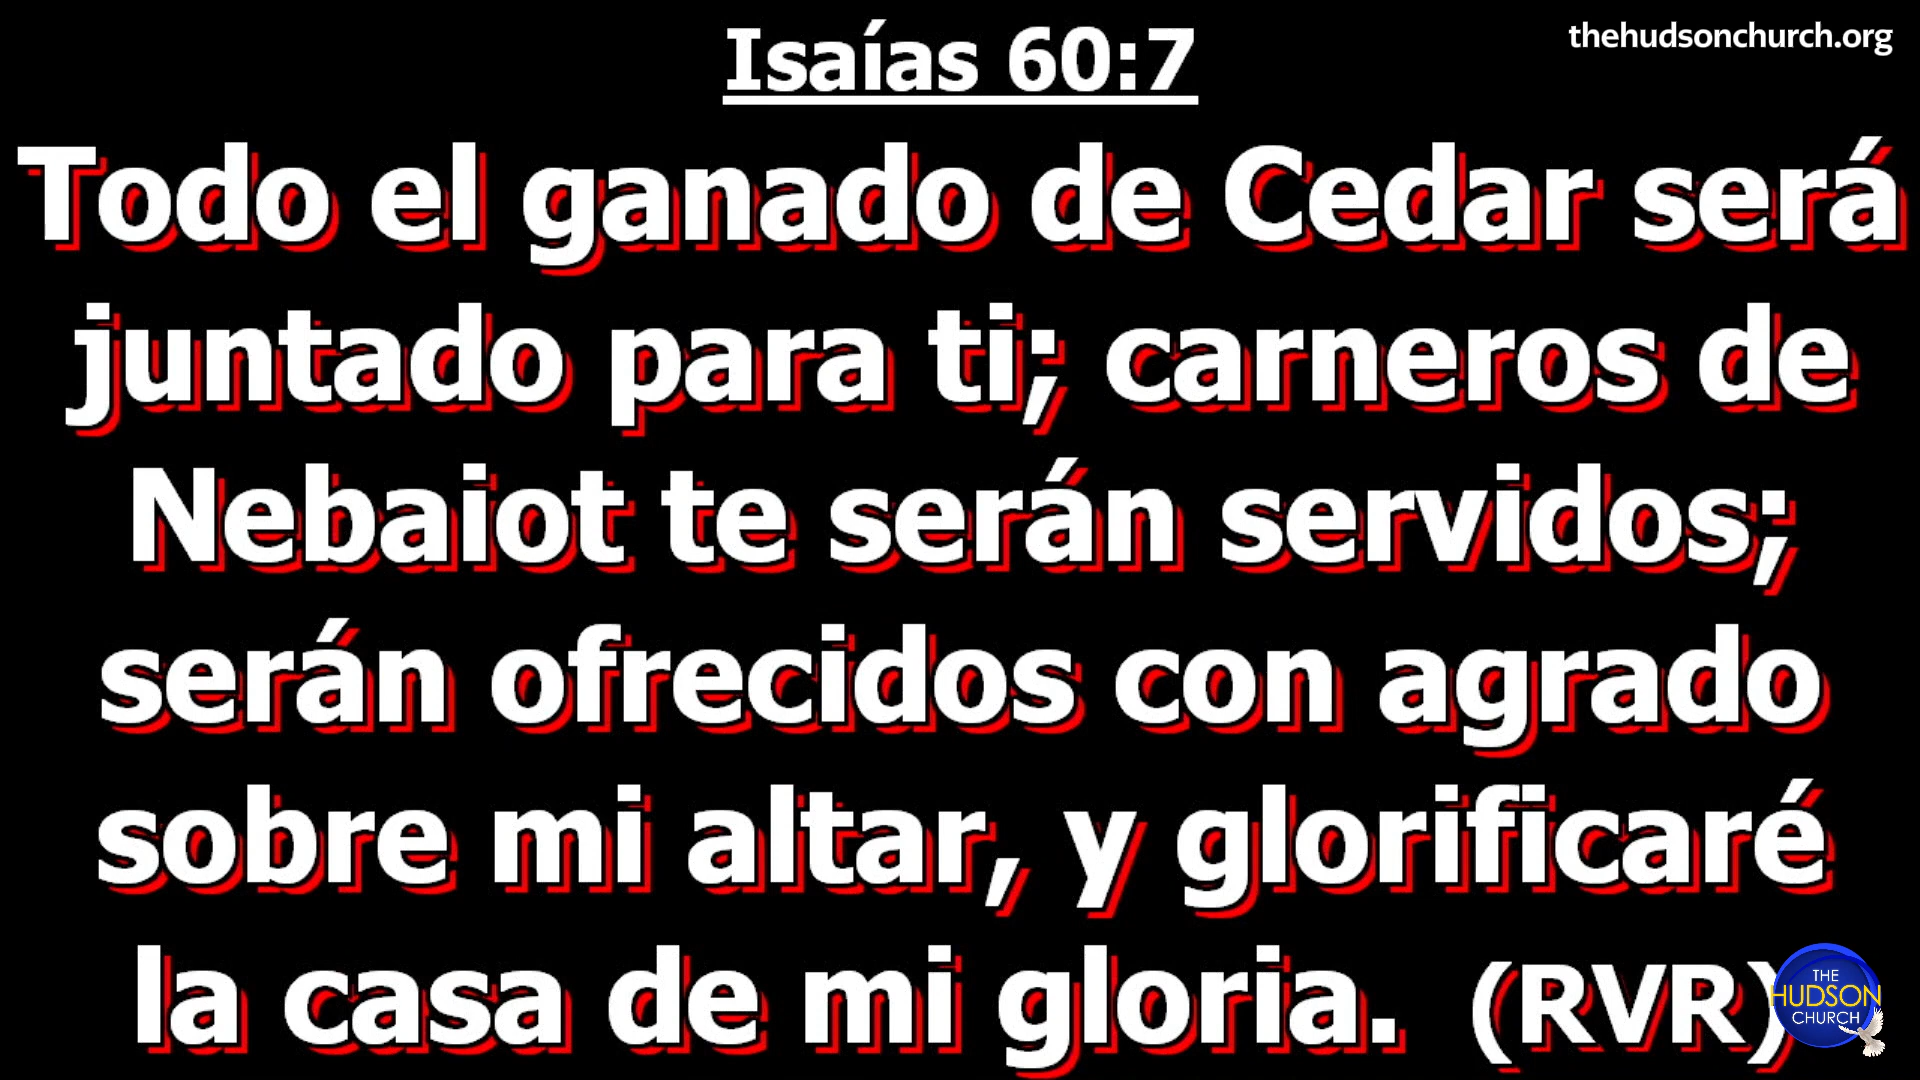 Isaías 60:7
thehudsonchurch.org
Todo el ganado de Cedar será
juntado para ti; carneros de
Nebaiot te serán servidos;
serán ofrecidos con agrado
sobre mi altar, y glorificaré
la casa de mi gloria. (RVR)
THE
HUDSON
CHURCH